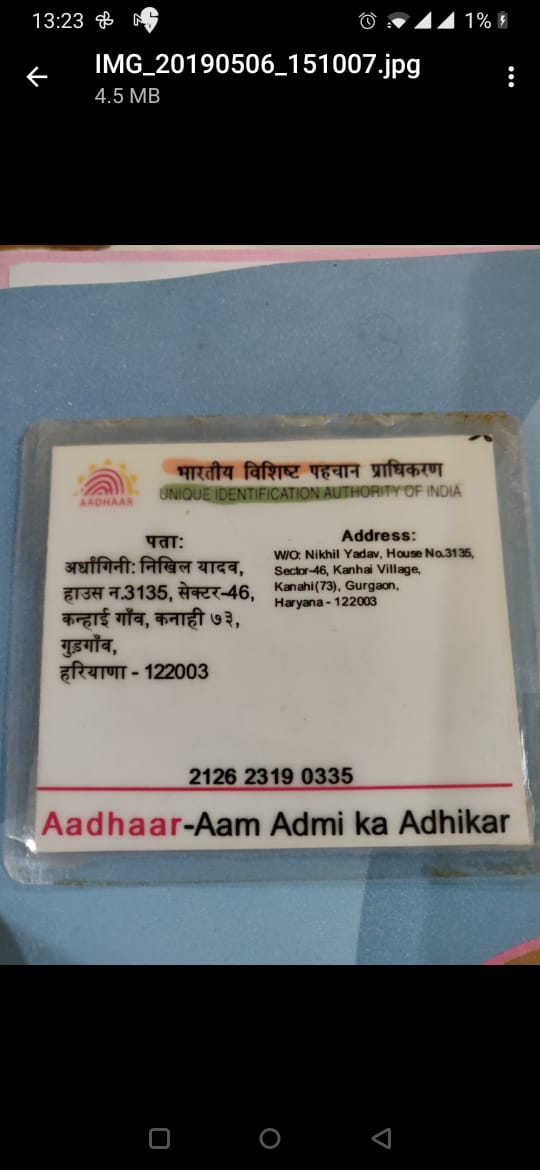 13:23
1%
IMG_20190506_151007.jpg
4.5 MB
भारतीय विशिष्ट पहचान प्राधिकरण
AADHAAR
UNIQUE IDENTIFICATION AUTHORITY OF INDIA
पता:
अर्धांगिनी: निखिल यादव,
हाउस न.3135, सेक्टर-46,
कन्हाई गाँव, कनाही ७३,
गुड़गाँव,
हरियाणा - 122003
Address:
W/O: Nikhil Yadav, House No.3135,
Sector-46, Kanhai Village,
Kanahi(73), Gurgaon,
Haryana - 122003
2126 2319 0335
Aadhaar-Aam Admi ka Adhikar